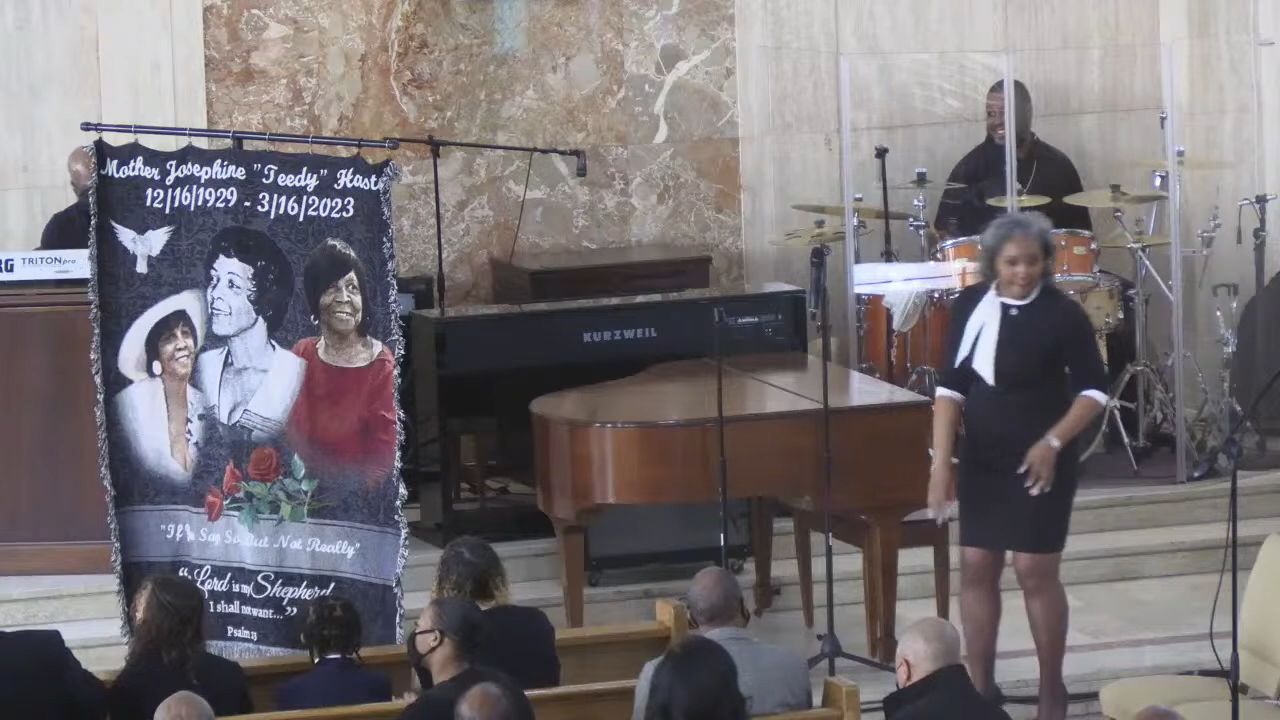 Mother Josephine "Teedy" Hast
12/16/1929 - 3/16/2023
RG TRITON pro
KURZWEIL
Say So But Not Really"
"Lord is my Shepherd
I shall not want..."
Psalm 23